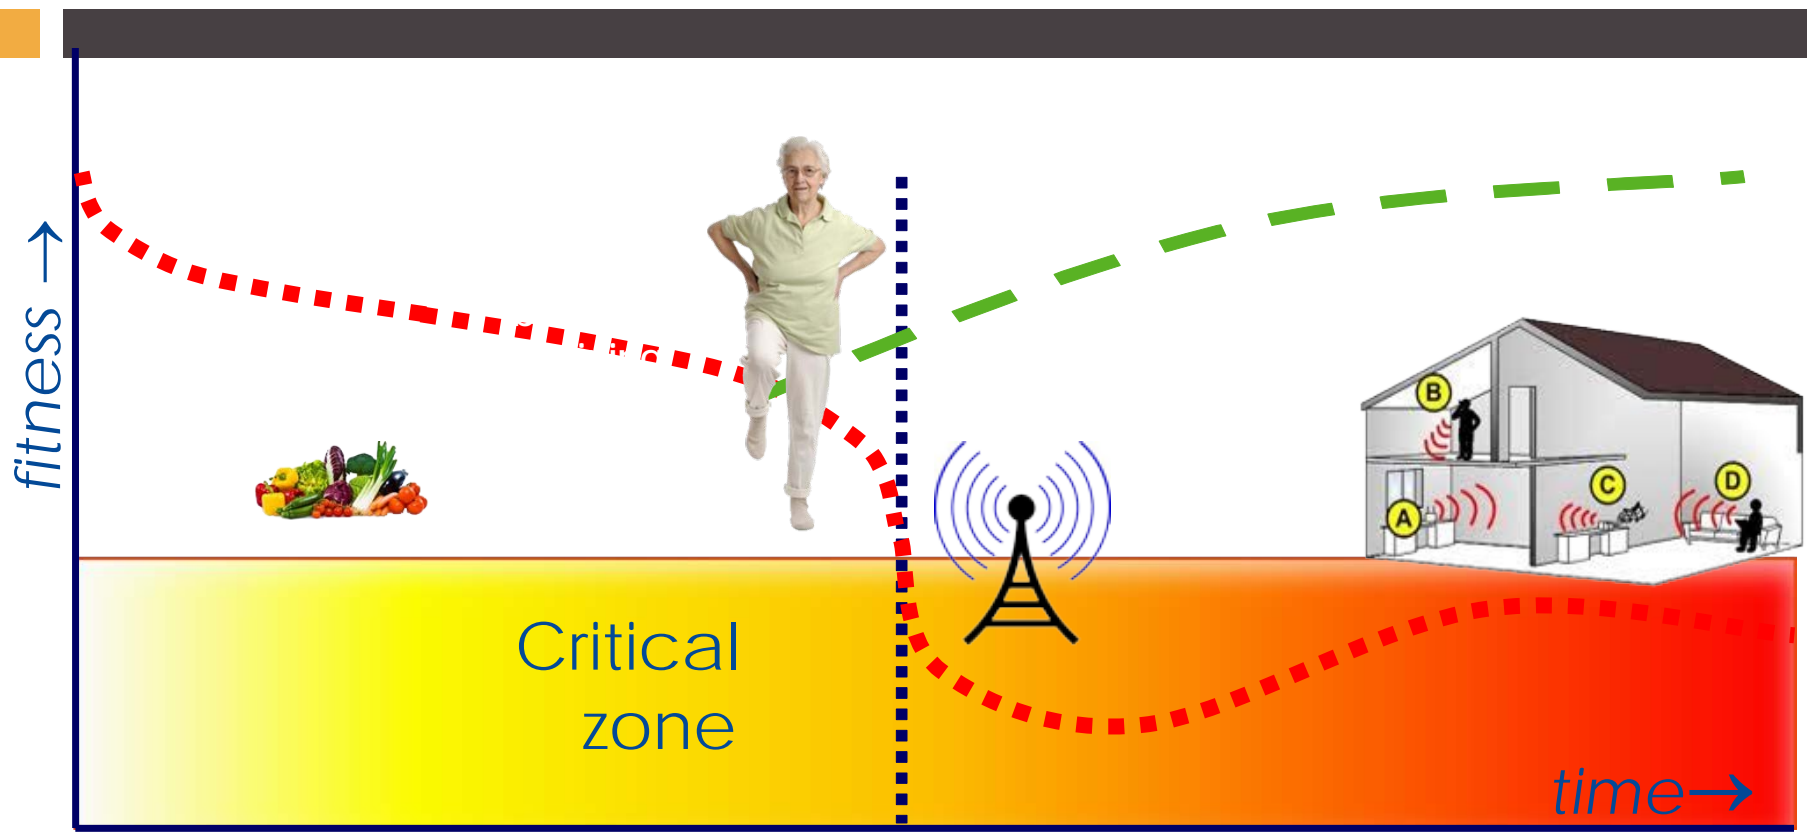 fitness →
B
C
D
A
Critical
zone
time→